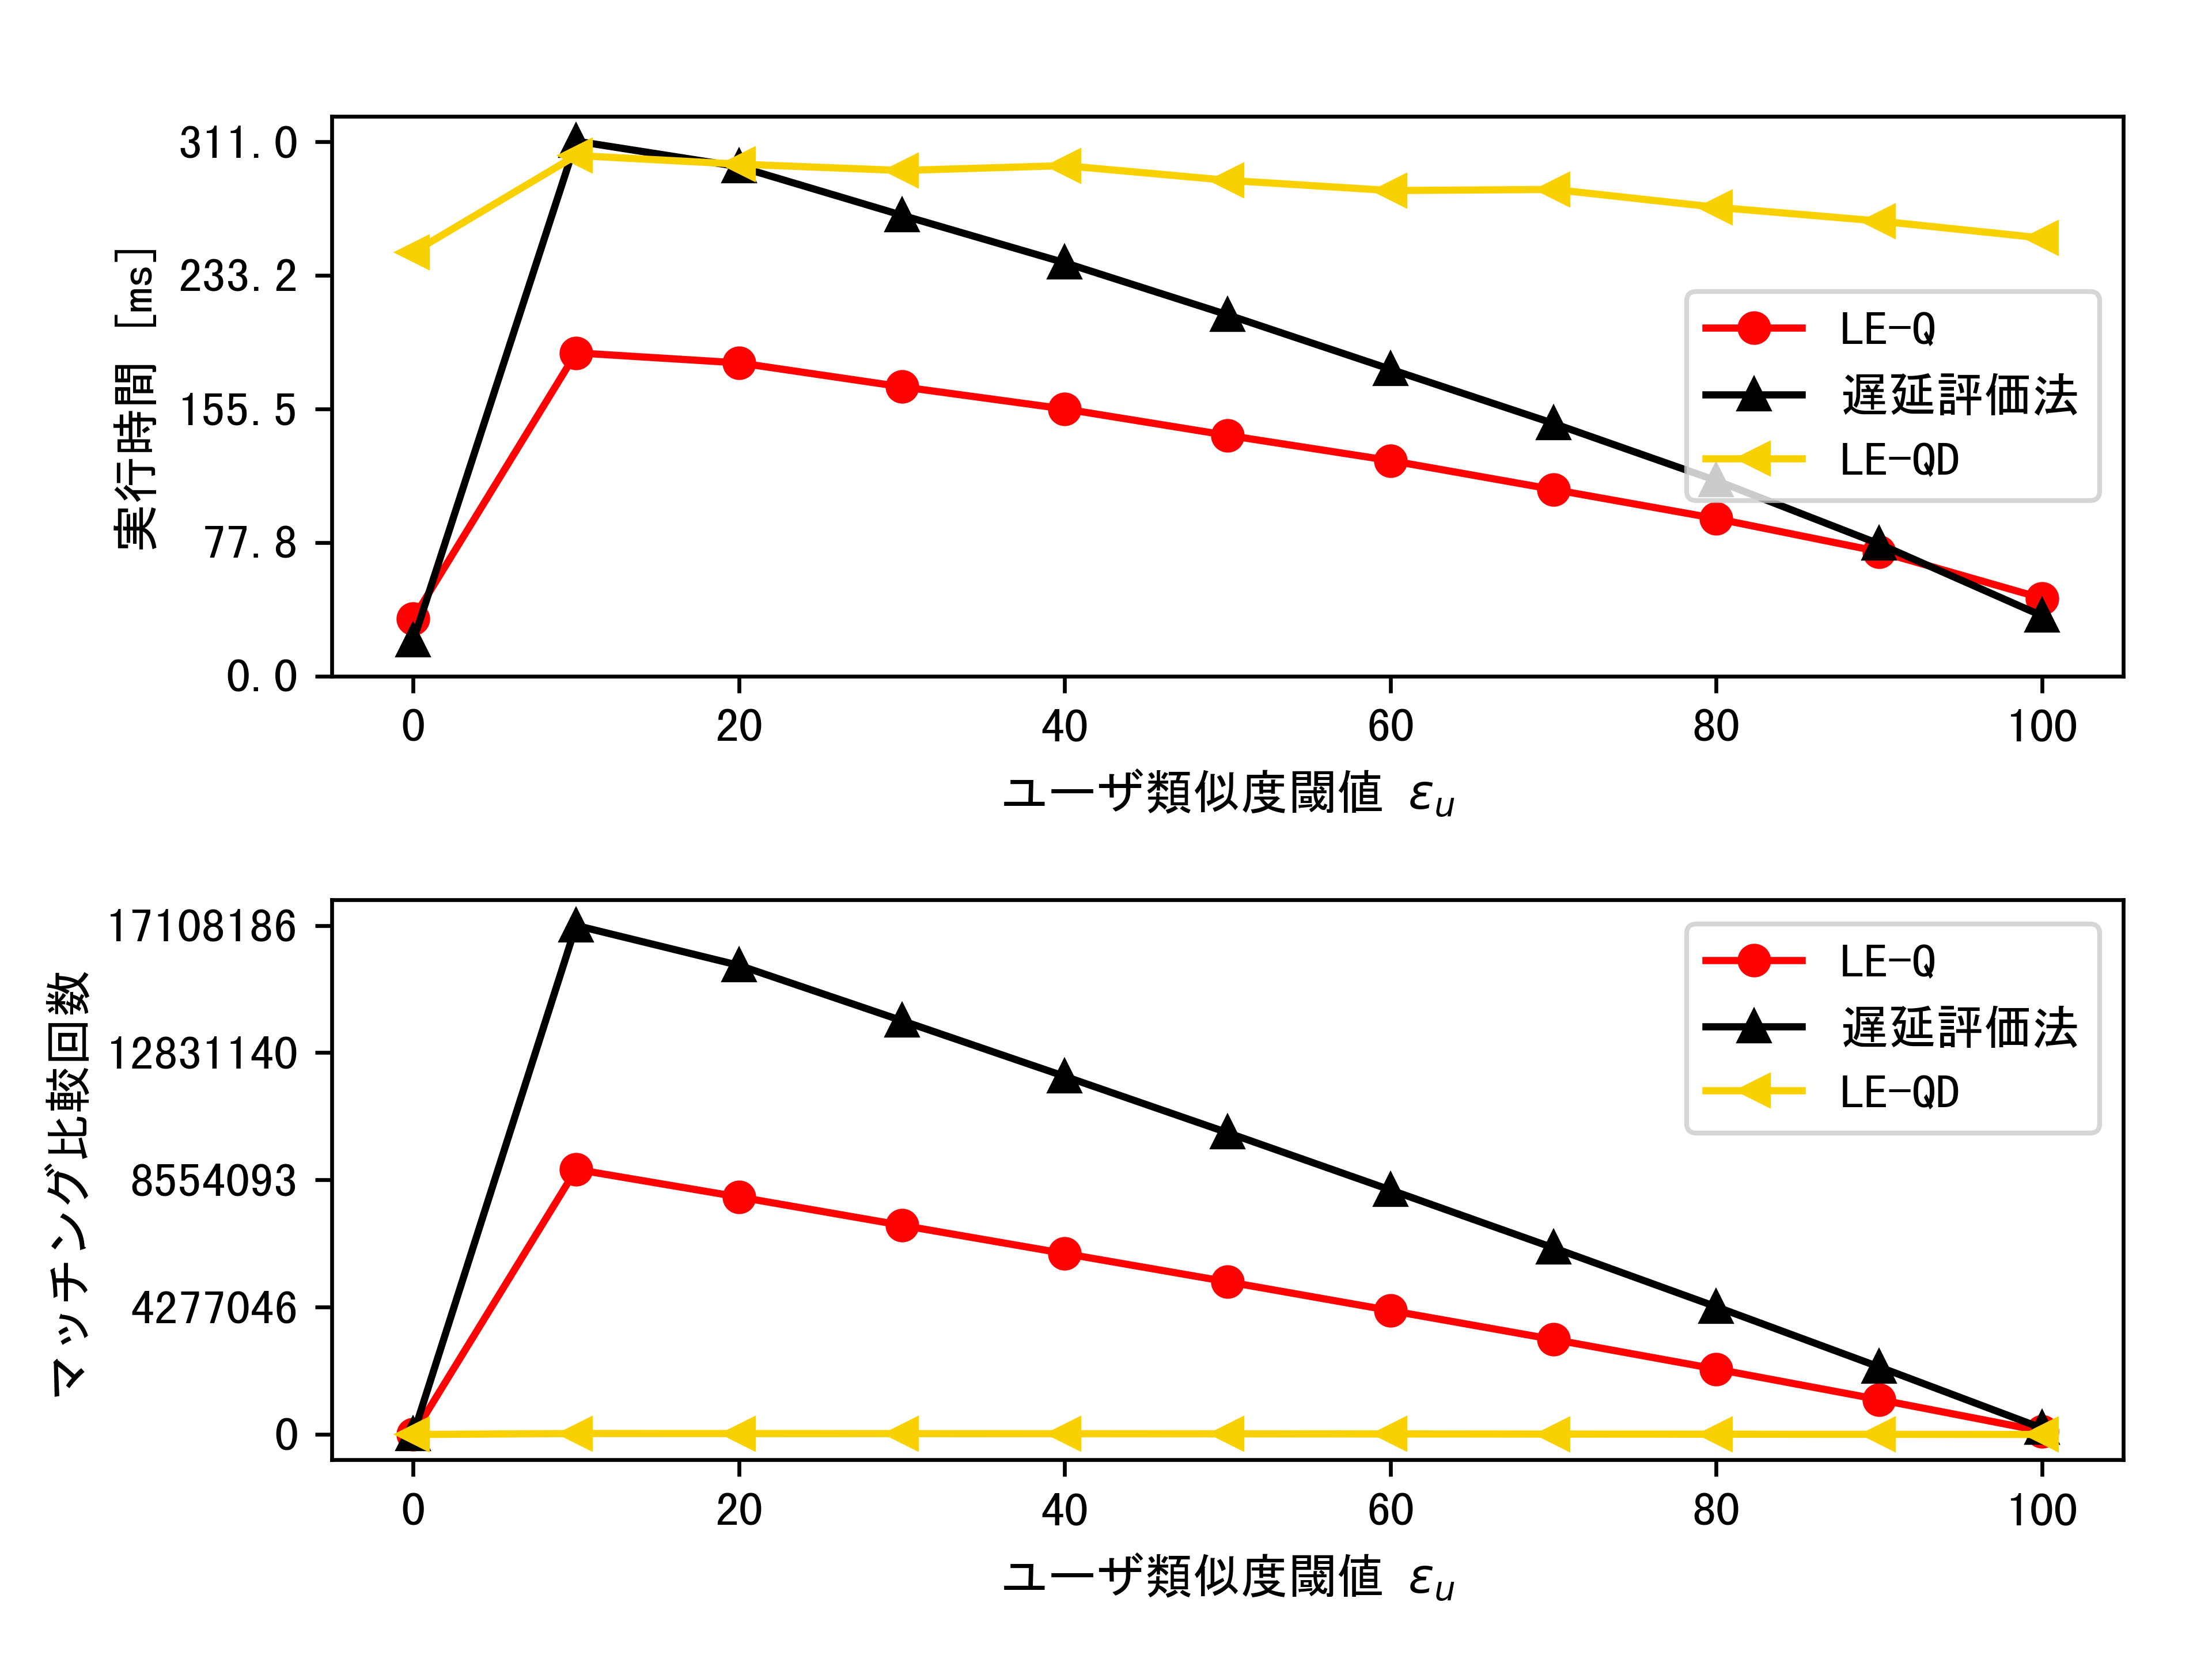 311.0
233.2
155.5
77.8
0.0
実行時間 [ms]
0 20 40 60 80 100
ユーザ類似度閾値 εu
LE-Q
遅延評価法
LE-QD
17108186
12831140
8554093
4277046
0
マッチング比較回数
0 20 40 60 80 100
ユーザ類似度閾値 εu
LE-Q
遅延評価法
LE-QD